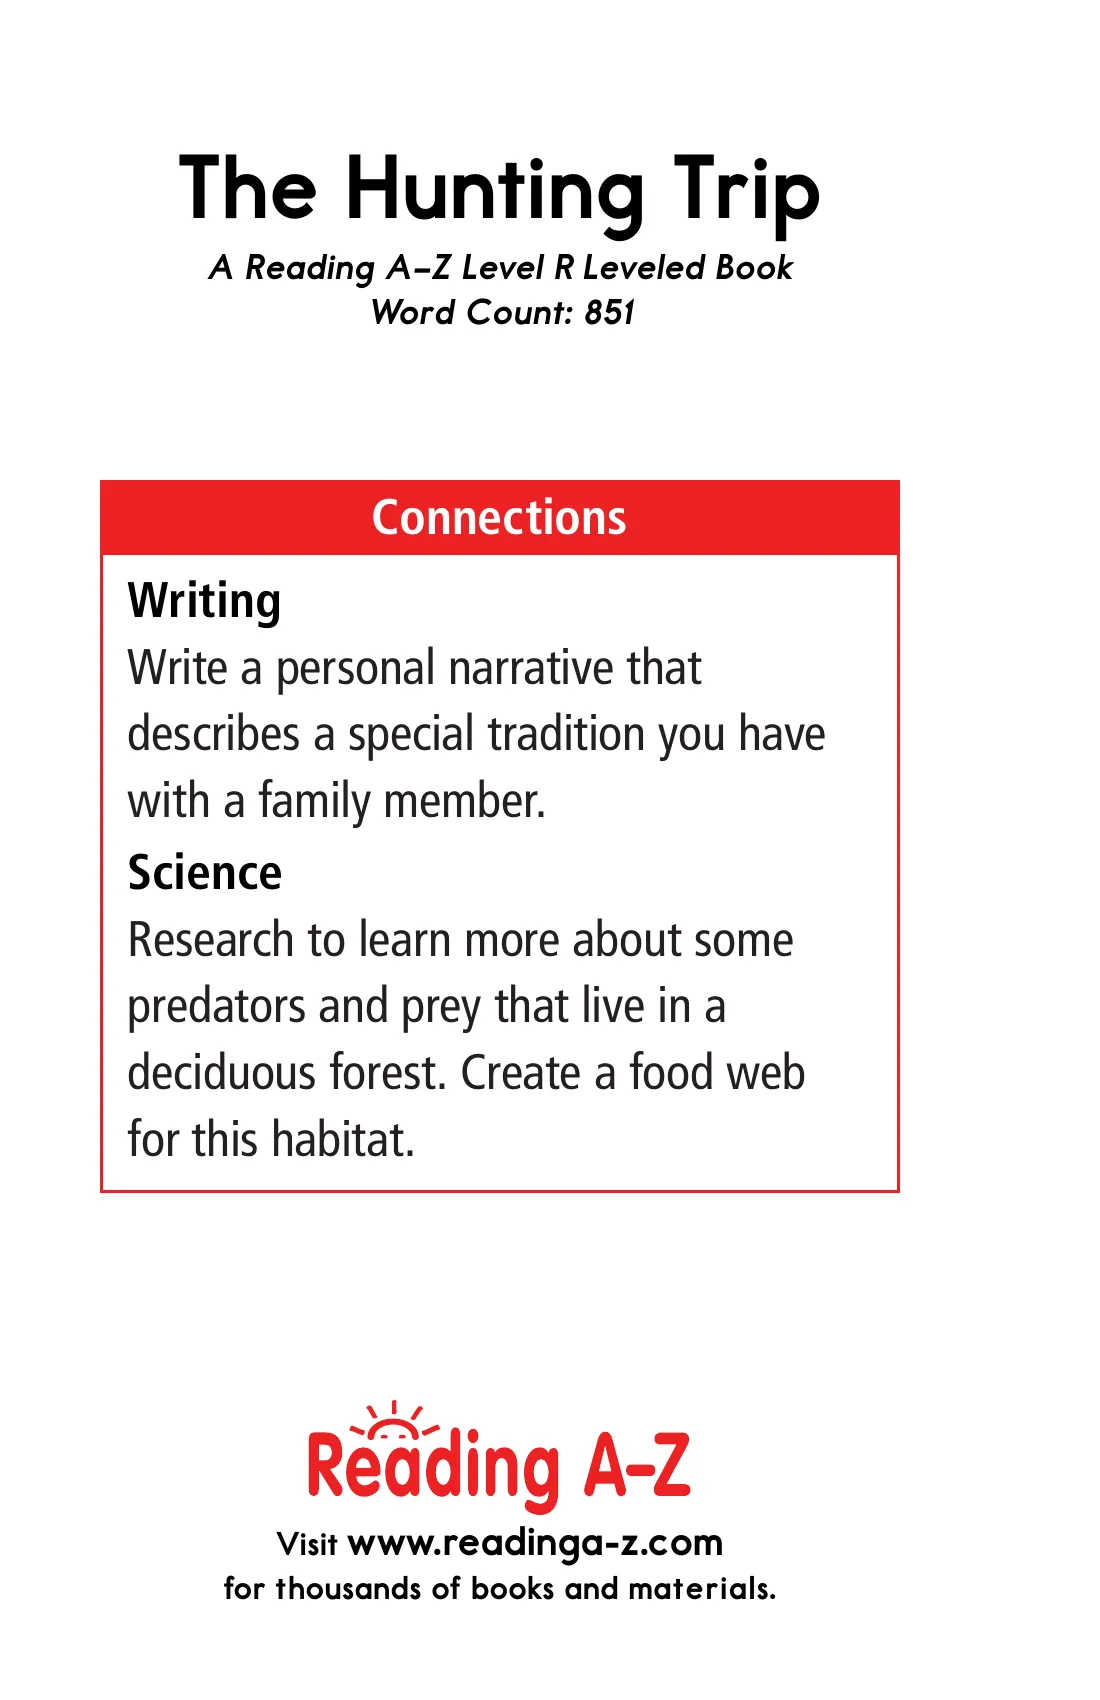 The Hunting Trip
A Reading A–Z Level R Leveled Book
Word Count: 851
Connections
Writing
Write a personal narrative that
describes a special tradition you have
with a family member.
Science
Research to learn more about some
predators and prey that live in a
deciduous forest. Create a food web
for this habitat.
Reading A–Z
Visit www.readinga-z.com
for thousands of books and materials.